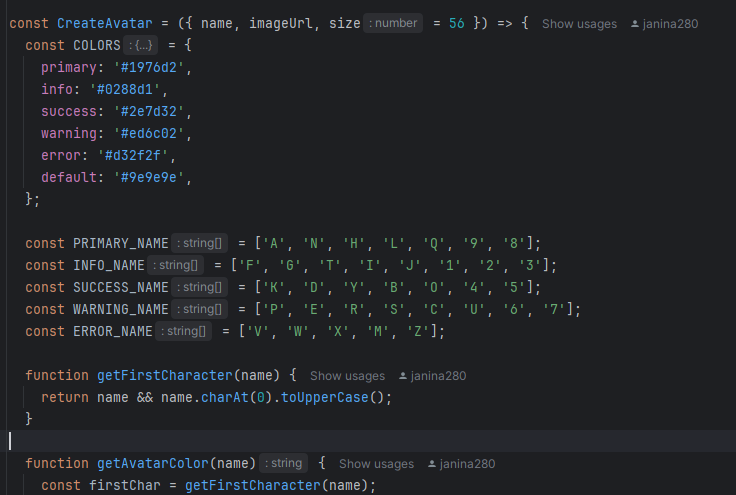 const CreateAvatar = ({ name, imageUrl, size : number = 56 }) => { Show usages janina280
const COLORS : {...} = {
primary: '#1976d2',
info: '#0288d1',
success: '#2e7d32',
warning: '#ed6c02',
error: '#d32f2f',
default: '#9e9e9e',
};
const PRIMARY_NAME : string[] = ['A', 'N', 'H', 'L', 'Q', '9', '8'];
const INFO_NAME : string[] = ['F', 'G', 'T', 'I', 'J', '1', '2', '3'];
const SUCCESS_NAME : string[] = ['K', 'D', 'Y', 'B', 'O', '4', '5'];
const WARNING_NAME : string[] = ['P', 'E', 'R', 'S', 'C', 'U', '6', '7'];
const ERROR_NAME : string[] = ['V', 'W', 'X', 'M', 'Z'];
function getFirstCharacter(name) { Show usages janina280
return name && name.charAt(0).toUpperCase();
}
function getAvatarColor(name) : string { Show usages janina280
const firstChar = getFirstCharacter(name);